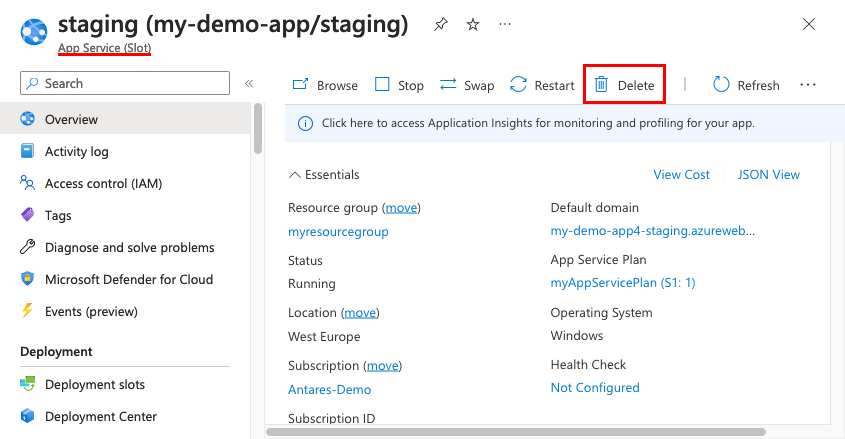 staging (my-demo-app/staging)
App Service (Slot)
Search
Browse
Stop
Swap
Restart
Delete
Refresh
Overview
Activity log
Access control (IAM)
Tags
Diagnose and solve problems
Microsoft Defender for Cloud
Events (preview)
Deployment
Deployment slots
Deployment Center
Click here to access Application Insights for monitoring and profiling for your app.
Essentials
View Cost
JSON View
Resource group (move)
myresourcegroup
Status
Running
Location (move)
West Europe
Subscription (move)
Antares-Demo
Subscription ID
Default domain
my-demo-app4-staging.azureweb...
App Service Plan
myAppServicePlan (S1: 1)
Operating System
Windows
Health Check
Not Configured